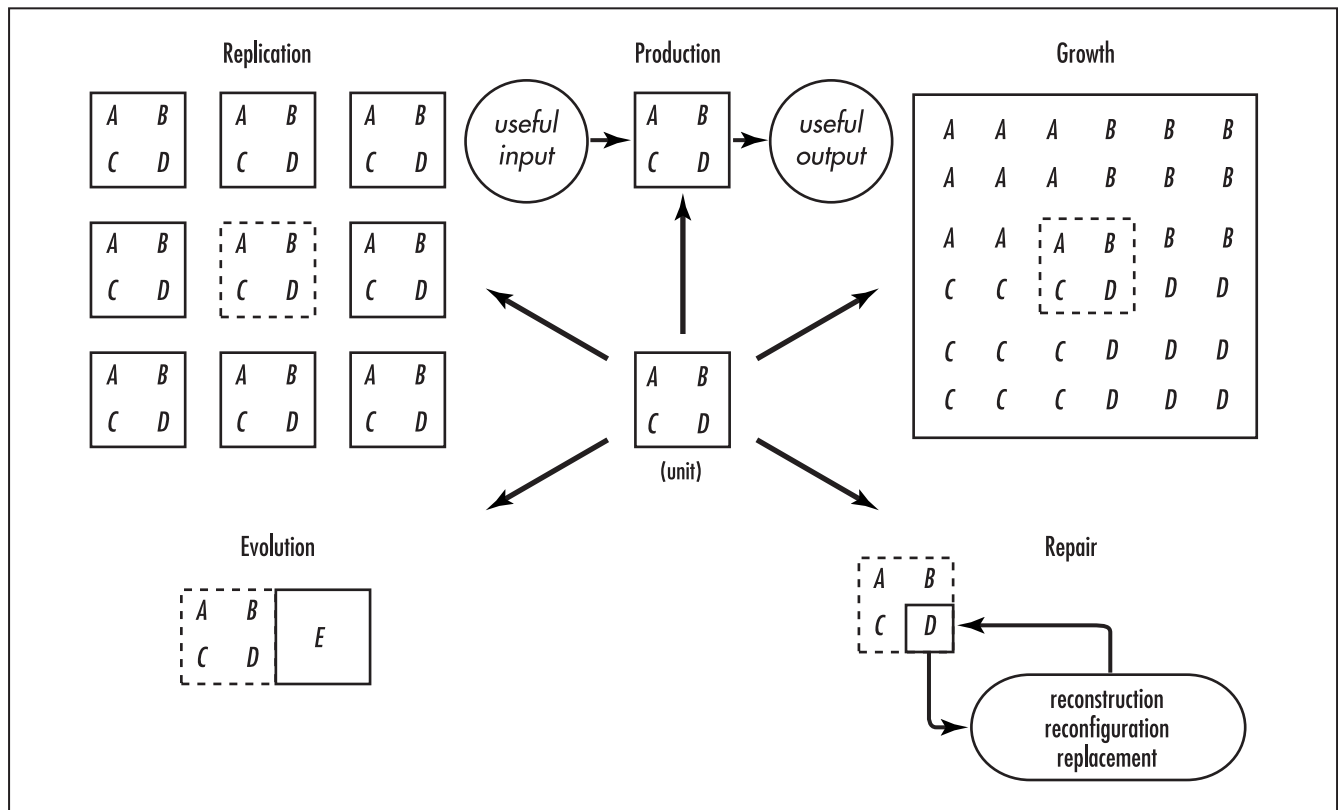 Replication
A B
C D
A B
C D
A B
C D
A B
C D
A B
C D
A B
C D
A B
C D
A B
C D
A B
C D
Production
useful
input
A B
C D
useful
output
Growth
A A A B B B
A A A B B B
A A A B B B
C C C D D D
C C C D D D
C C C D D D
A B
C D
(unit)
Evolution
A B
C D
E
Repair
A B
C D
reconstruction
reconfiguration
replacement